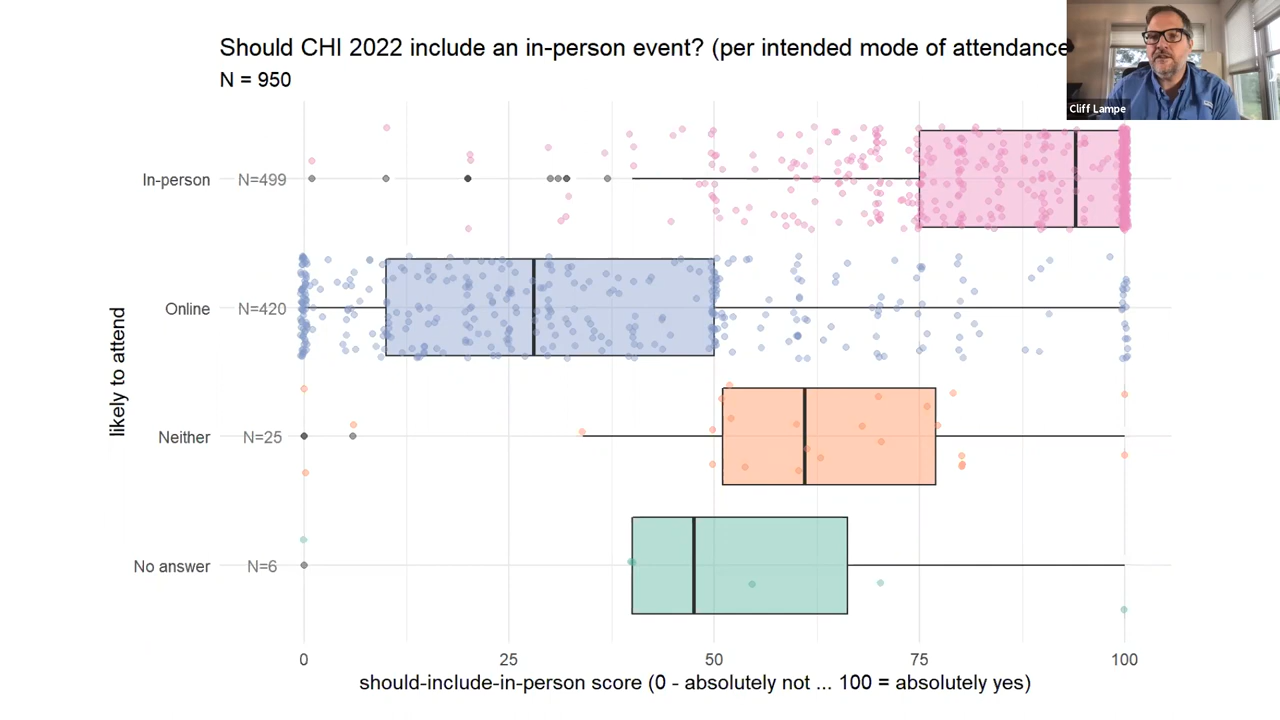 Should CHI 2022 include an in-person event? (per intended mode of attendance
N = 950
Cliff Lampe
In-person N=499
Online N=420
Neither N=25
No answer N=6
likely to attend
0 25 50 75 100
should-include-in-person score (0 - absolutely not ... 100 = absolutely yes)